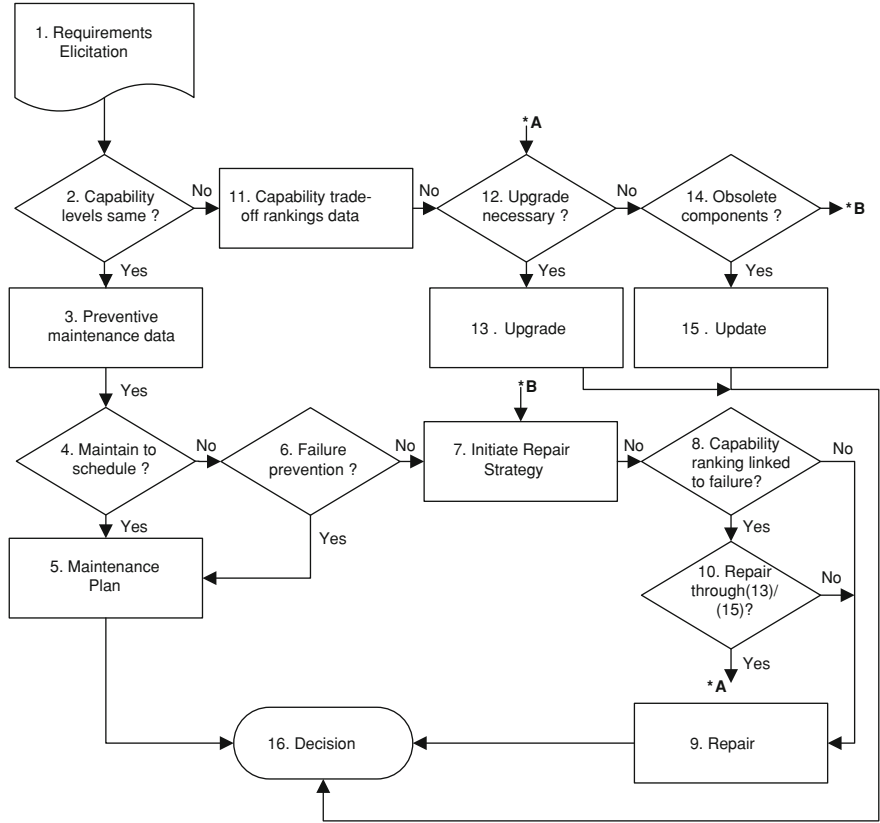 1. Requirements
Elicitation
*A
2. Capability
levels same ?
No
11. Capability trade-
off rankings data
No
12. Upgrade
necessary ?
No
14. Obsolete
components ?
*B
Yes
Yes
Yes
3. Preventive
maintenance data
13 . Upgrade
15 . Update
Yes
*B
4. Maintain to
schedule ?
No
6. Failure
prevention ?
No
7. Initiate Repair
Strategy
No
8. Capability
ranking linked
to failure?
No
Yes
Yes
Yes
5. Maintenance
Plan
10. Repair
through(13)/
(15)?
No
Yes
*A
16. Decision
9. Repair